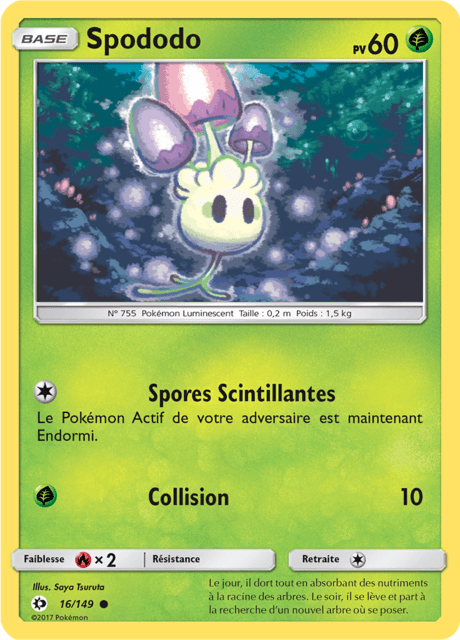 BASE Spododo PV60
N° 755 Pokémon Luminescent Taille : 0,2 m Poids : 1,5 kg
Spores Scintillantes
Le Pokémon Actif de votre adversaire est maintenant
Endormi.
Collision 10
Faiblesse ×2 Résistance Retraite
Illus. Saya Tsuruta
16/149
©2017 Pokémon
Le jour, il dort tout en absorbant des nutriments
à la racine des arbres. Le soir, il se lève et part à
la recherche d'un nouvel arbre où se poser.